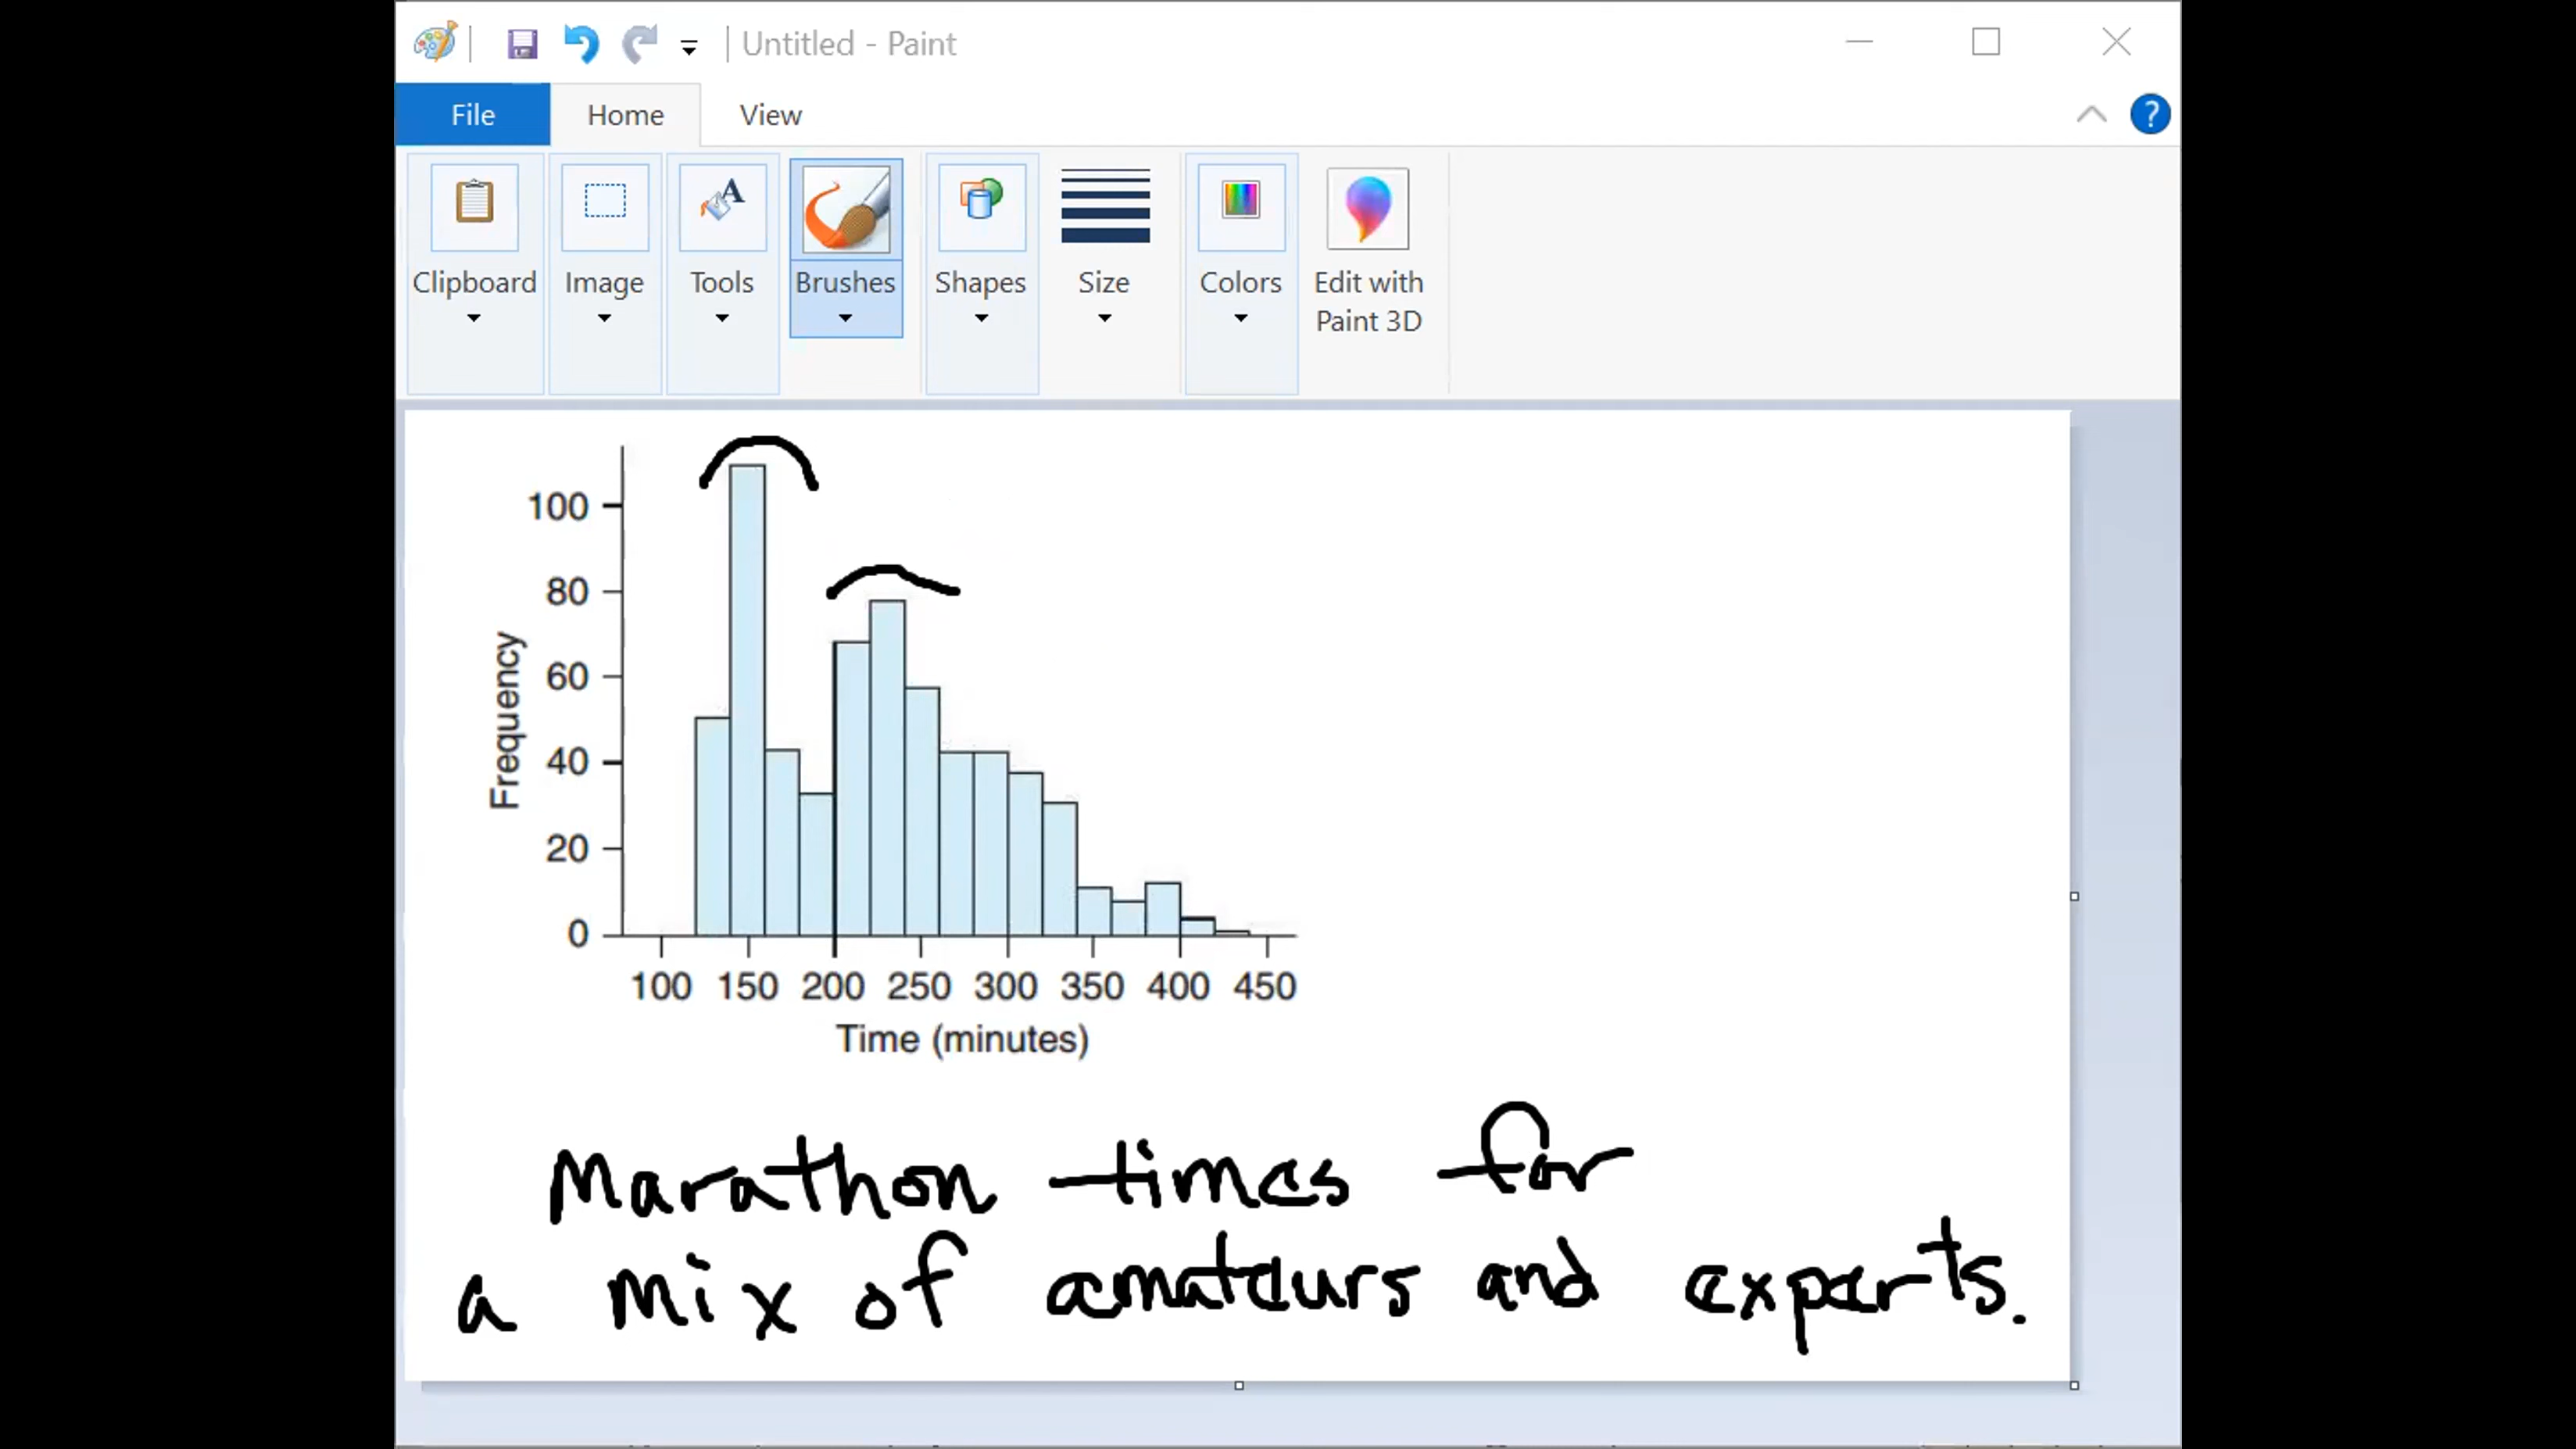 Untitled - Paint
File Home View
?
Clipboard Image Tools Brushes Shapes Size Colors Edit with
Paint 3D
100
80
60
40
20
0
Frequency
100 150 200 250 300 350 400 450
Time (minutes)
Marathon times for
a mix of amateurs and experts.